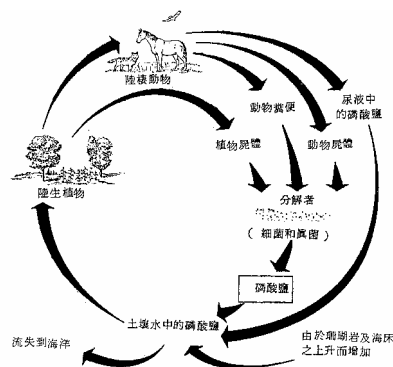 陸棲動物
動物糞便
尿液中
的磷酸鹽
植物屍體
動物屍體
陸生植物
分解者
(細菌和真菌)
磷酸鹽
土壤水中的磷酸鹽
流失到海洋
由於珊瑚岩及海床
之上升而增加